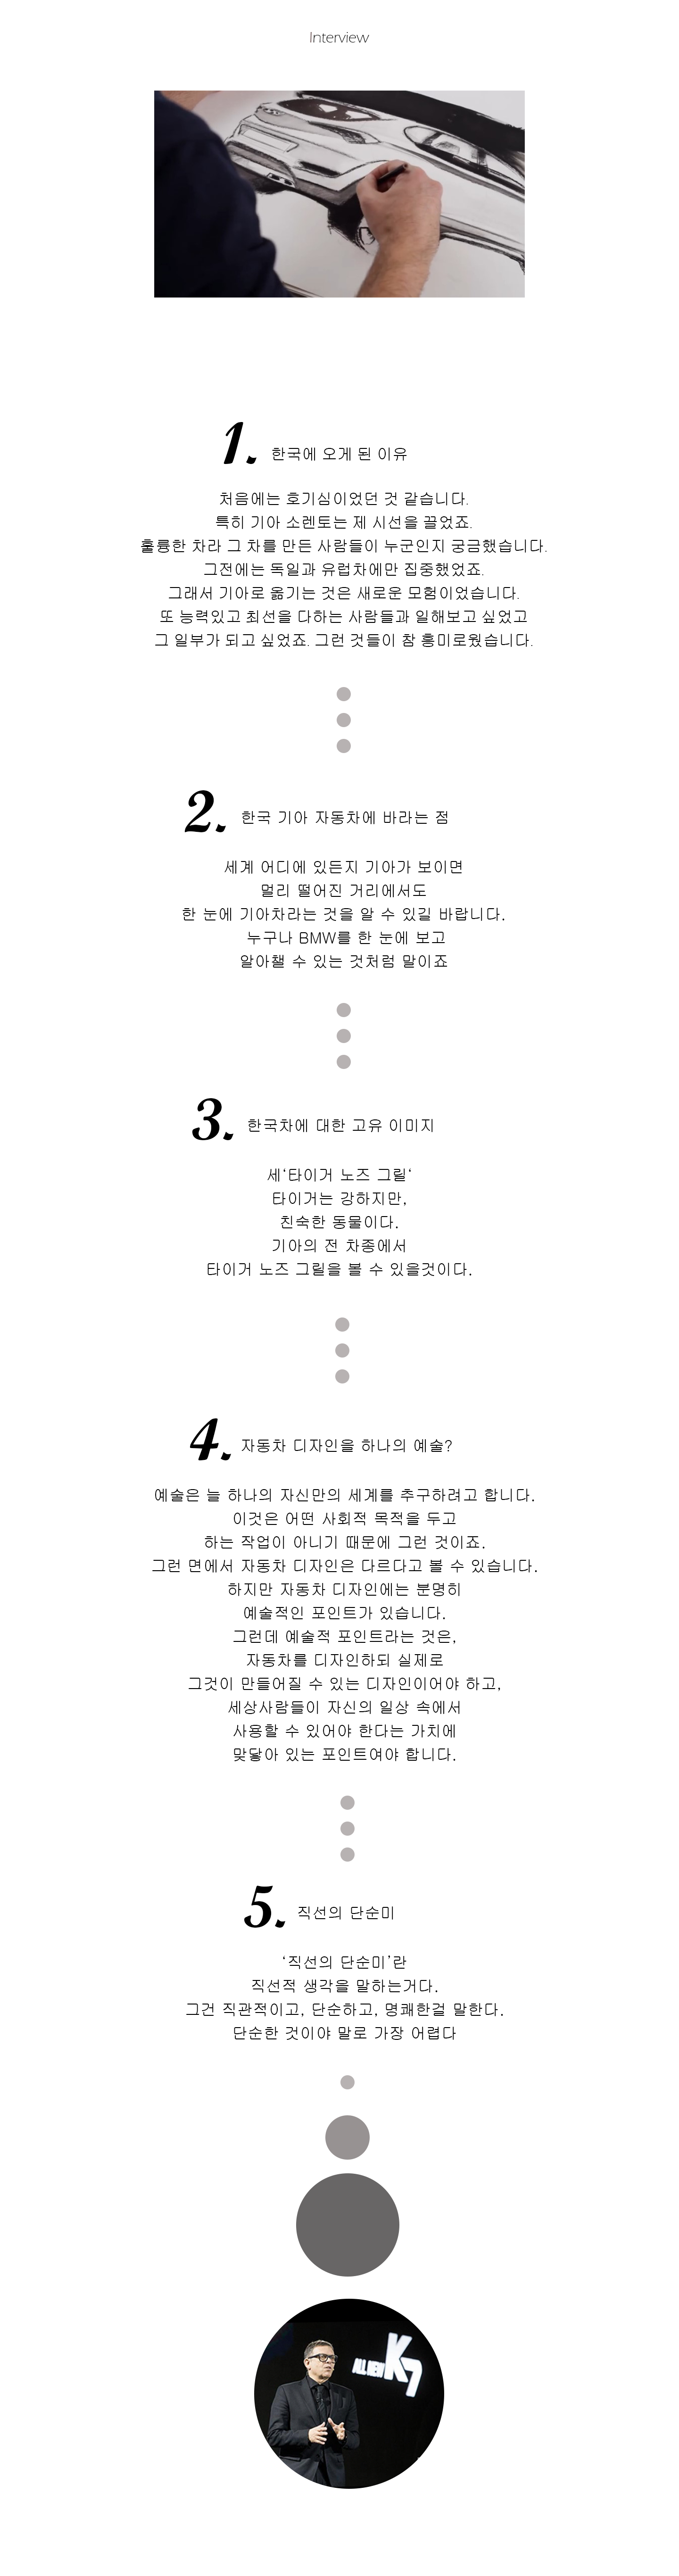 Interview
1. 한국에 오게 된 이유
처음에는 호기심이었던 것 같습니다.
특히 기아 소렌토는 제 시선을 끌었죠.
훌륭한 차라 그 차를 만든 사람들이 누군인지 궁금했습니다.
그전에는 독일과 유럽차에만 집중했었죠.
그래서 기아로 옮기는 것은 새로운 모험이었습니다.
또 능력있고 최선을 다하는 사람들과 일해보고 싶었고
그 일부가 되고 싶었죠. 그런 것들이 참 흥미로웠습니다.
2. 한국 기아 자동차에 바라는 점
세계 어디에 있든지 기아가 보이면
멀리 떨어진 거리에서도
한 눈에 기아차라는 것을 알 수 있길 바랍니다.
누구나 BMW를 한 눈에 보고
알아챌 수 있는 것처럼 말이죠
3. 한국차에 대한 고유 이미지
세‘타이거 노즈 그릴‘
타이거는 강하지만,
친숙한 동물이다.
기아의 전 차종에서
타이거 노즈 그릴을 볼 수 있을것이다.
4. 자동차 디자인을 하나의 예술?
예술은 늘 하나의 자신만의 세계를 추구하려고 합니다.
이것은 어떤 사회적 목적을 두고
하는 작업이 아니기 때문에 그런 것이죠.
그런 면에서 자동차 디자인은 다르다고 볼 수 있습니다.
하지만 자동차 디자인에는 분명히
예술적인 포인트가 있습니다.
그런데 예술적 포인트라는 것은,
자동차를 디자인하되 실제로
그것이 만들어질 수 있는 디자인이어야 하고,
세상사람들이 자신의 일상 속에서
사용할 수 있어야 한다는 가치에
맞닿아 있는 포인트여야 합니다.
5. 직선의 단순미
‘직선의 단순미’란
직선적 생각을 말하는거다.
그건 직관적이고, 단순하고, 명쾌한걸 말한다.
단순한 것이야 말로 가장 어렵다
ALL NEW K7